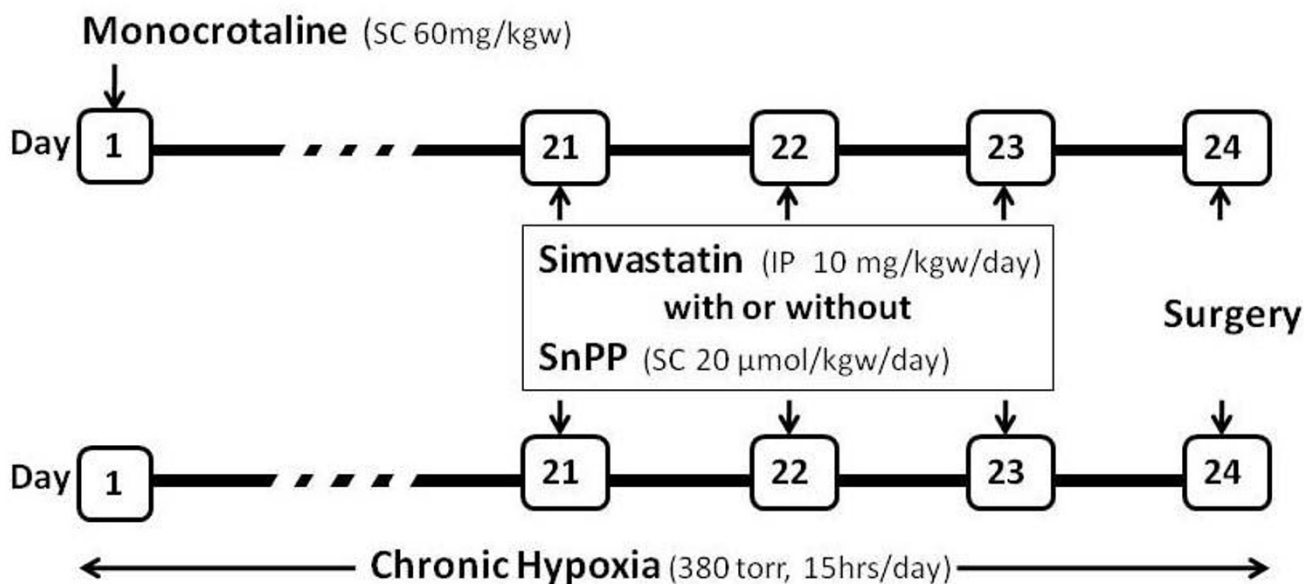 Monocrotaline (SC 60mg/kgw)
Day 1 21 22 23 24
Simvastatin (IP 10 mg/kgw/day)
with or without
SnPP (SC 20 μmol/kgw/day)
Surgery
Day 1 21 22 23 24
Chronic Hypoxia (380 torr, 15hrs/day)